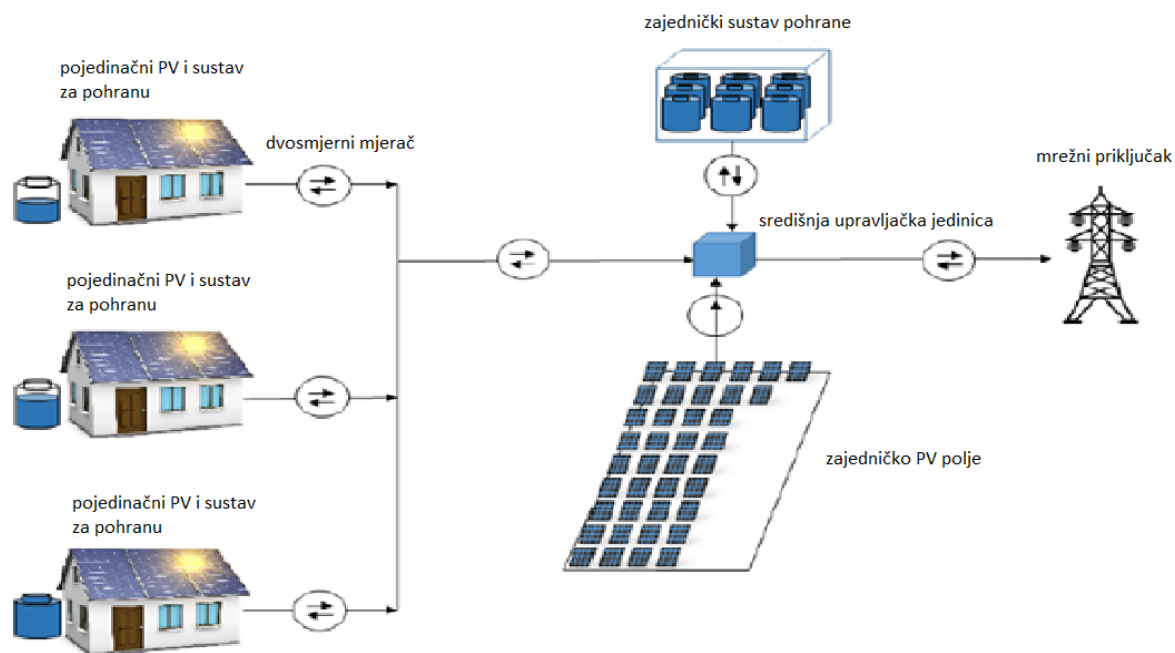 zajednički sustav pohrane
pojedinačni PV i sustav
za pohranu
dvosmjerni mjerač
mrežni priključak
središnja upravljačka jedinica
pojedinačni PV i sustav
za pohranu
zajedničko PV polje
pojedinačni PV i sustav
za pohranu